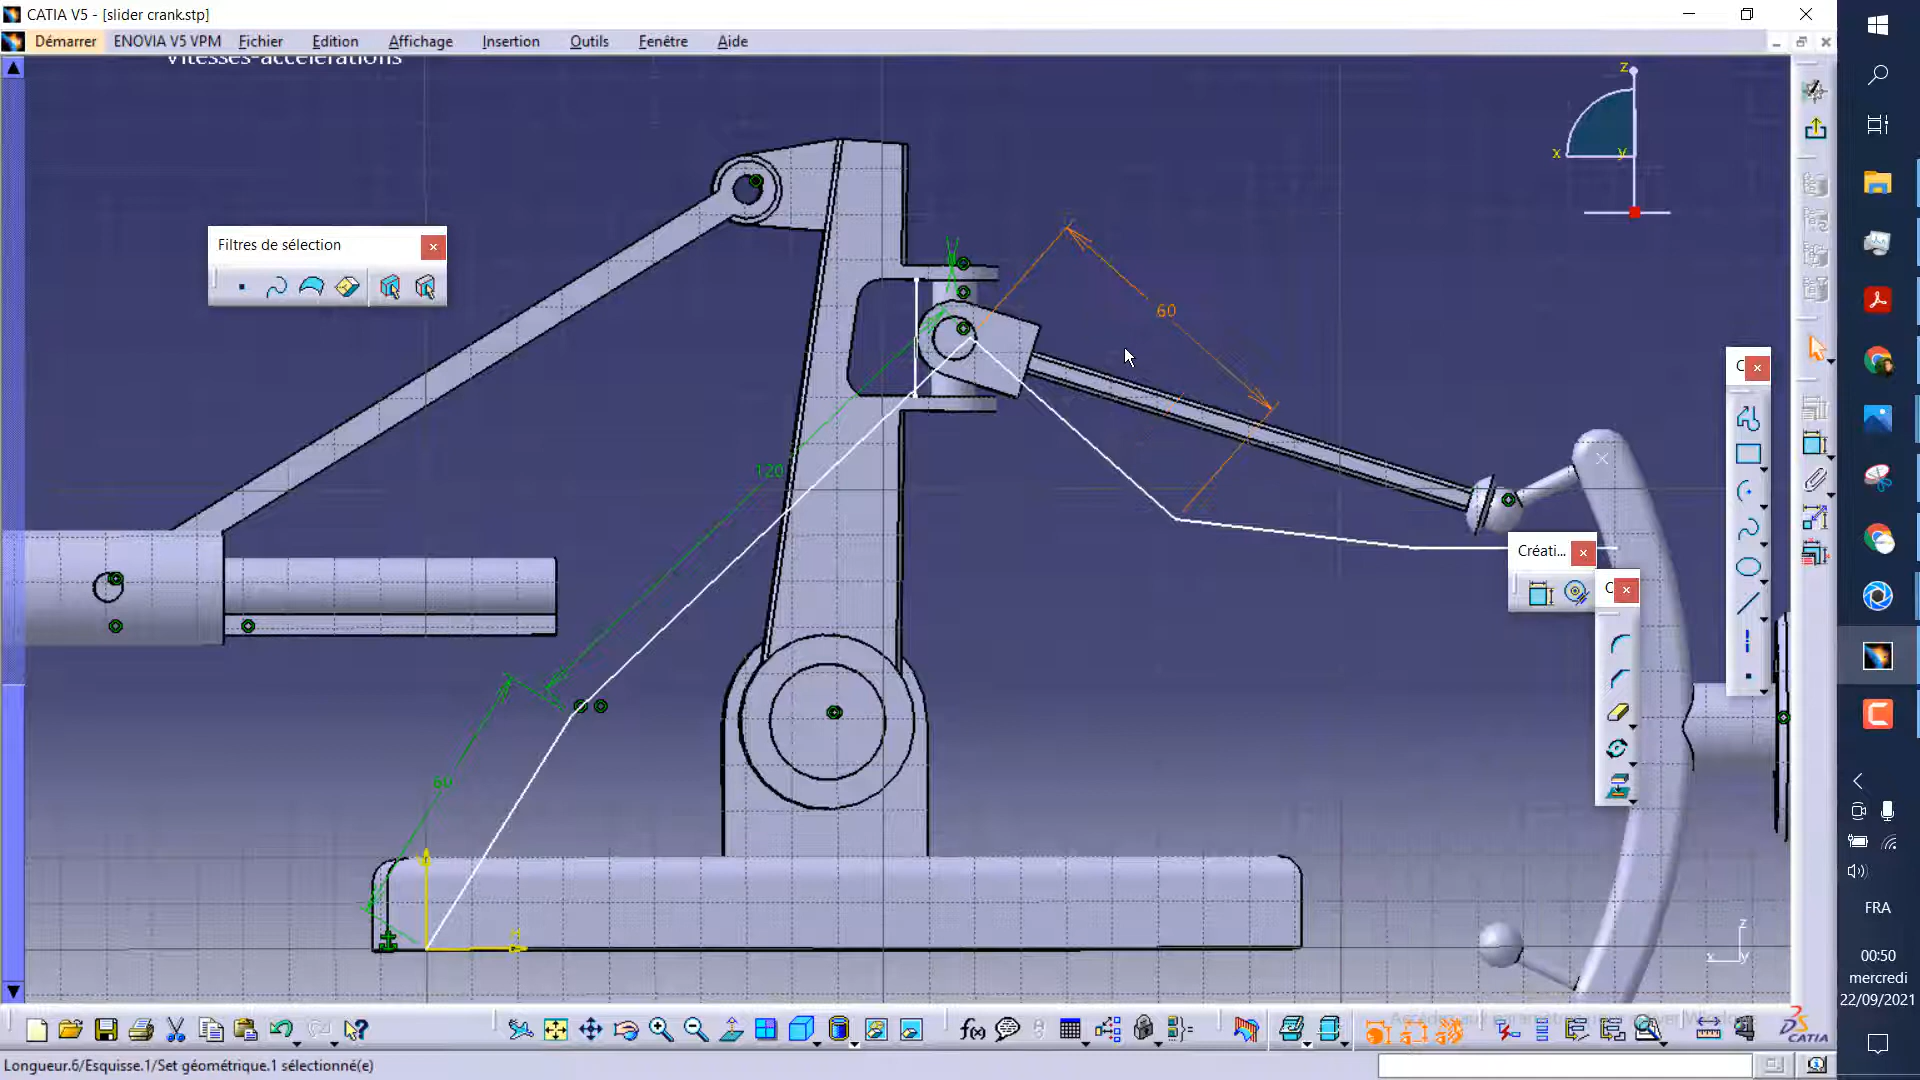 CATIA V5 - [slider crank.stp]
Démarrer ENOVIA V5 VPM Fichier Edition Affichage Insertion Outils Fenêtre Aide
vitesses-accélérations
z
x y
Filtres de sélection
60
120
60
C
Créati...
C
z
x y
FRA
00:50
mercredi
22/09/2021
f(x)
CATIA
Longueur.6/Esquisse.1/Set géométrique.1 sélectionné(e)